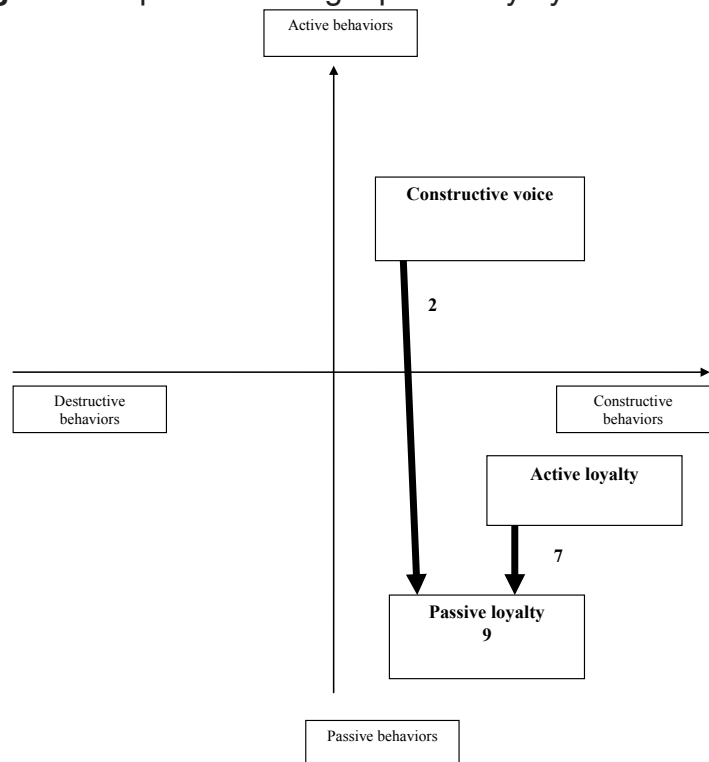 Active behaviors
Constructive voice
2
Destructive
behaviors
Constructive
behaviors
Active loyalty
7
Passive loyalty
9
Passive behaviors